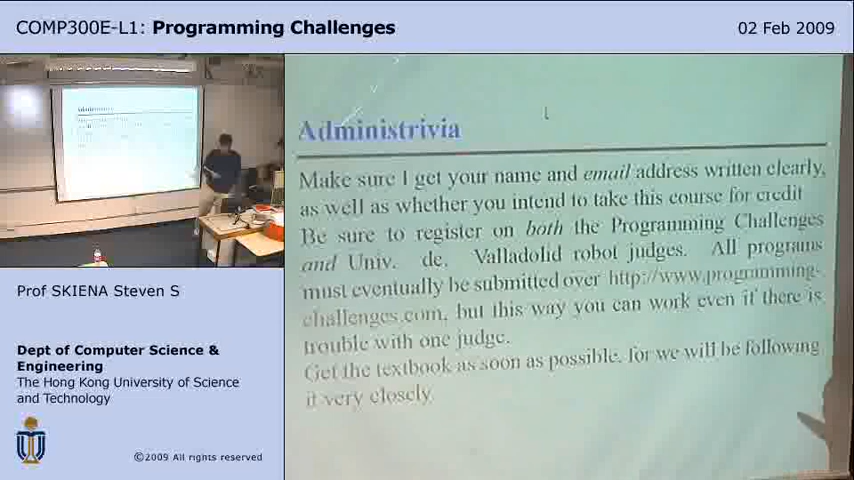 COMP300E-L1: Programming Challenges
02 Feb 2009
Administrivia
Make sure I get your name and email address written clearly,
as well as whether you intend to take this course for credit
Be sure to register on both the Programming Challenges
and Univ. de. Valladolid robot judges. All programs
must eventually be submitted over http://www.programming-
challenges.com, but this way you can work even if there is
trouble with one judge.
Get the textbook as soon as possible, for we will be following
it very closely.
Prof SKIENA Steven S
Dept of Computer Science &
Engineering
The Hong Kong University of Science
and Technology
©2009 All rights reserved